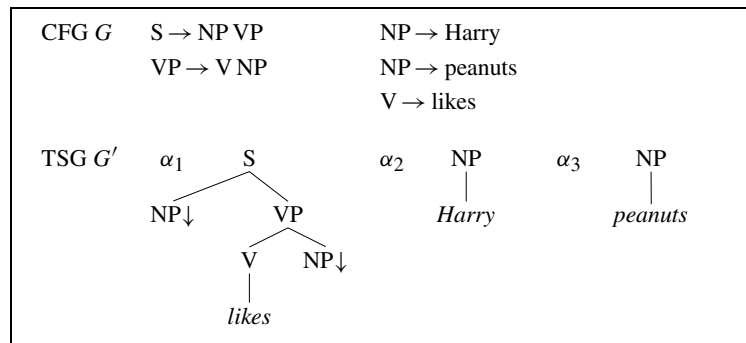 CFG G S → NP VP NP → Harry
VP → V NP NP → peanuts
V → likes
TSG G′ α1 S α2 NP α3 NP
NP↓ VP Harry peanuts
V NP↓
likes